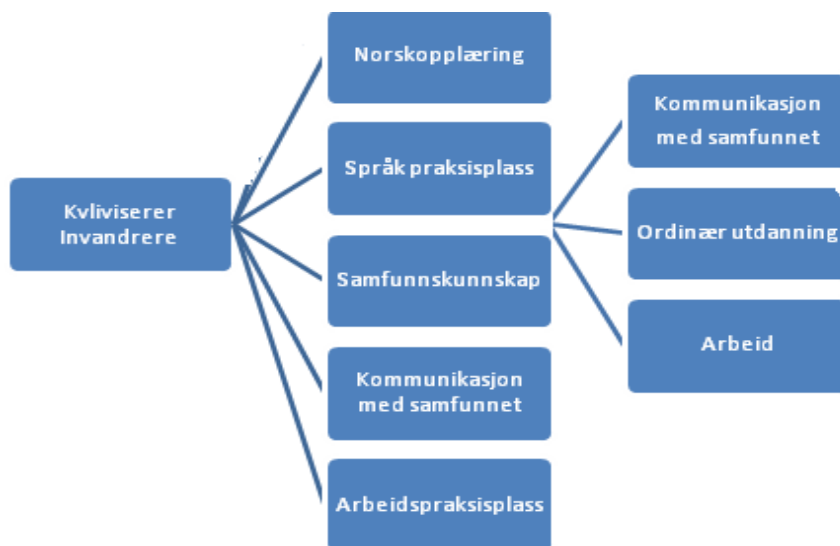 Kvliviserer
Invandrere
Norskopplæring
Språk praksisplass
Samfunnskunnskap
Kommunikasjon
med samfunnet
Arbeidspraksisplass
Kommunikasjon
med samfunnet
Ordinær utdanning
Arbeid